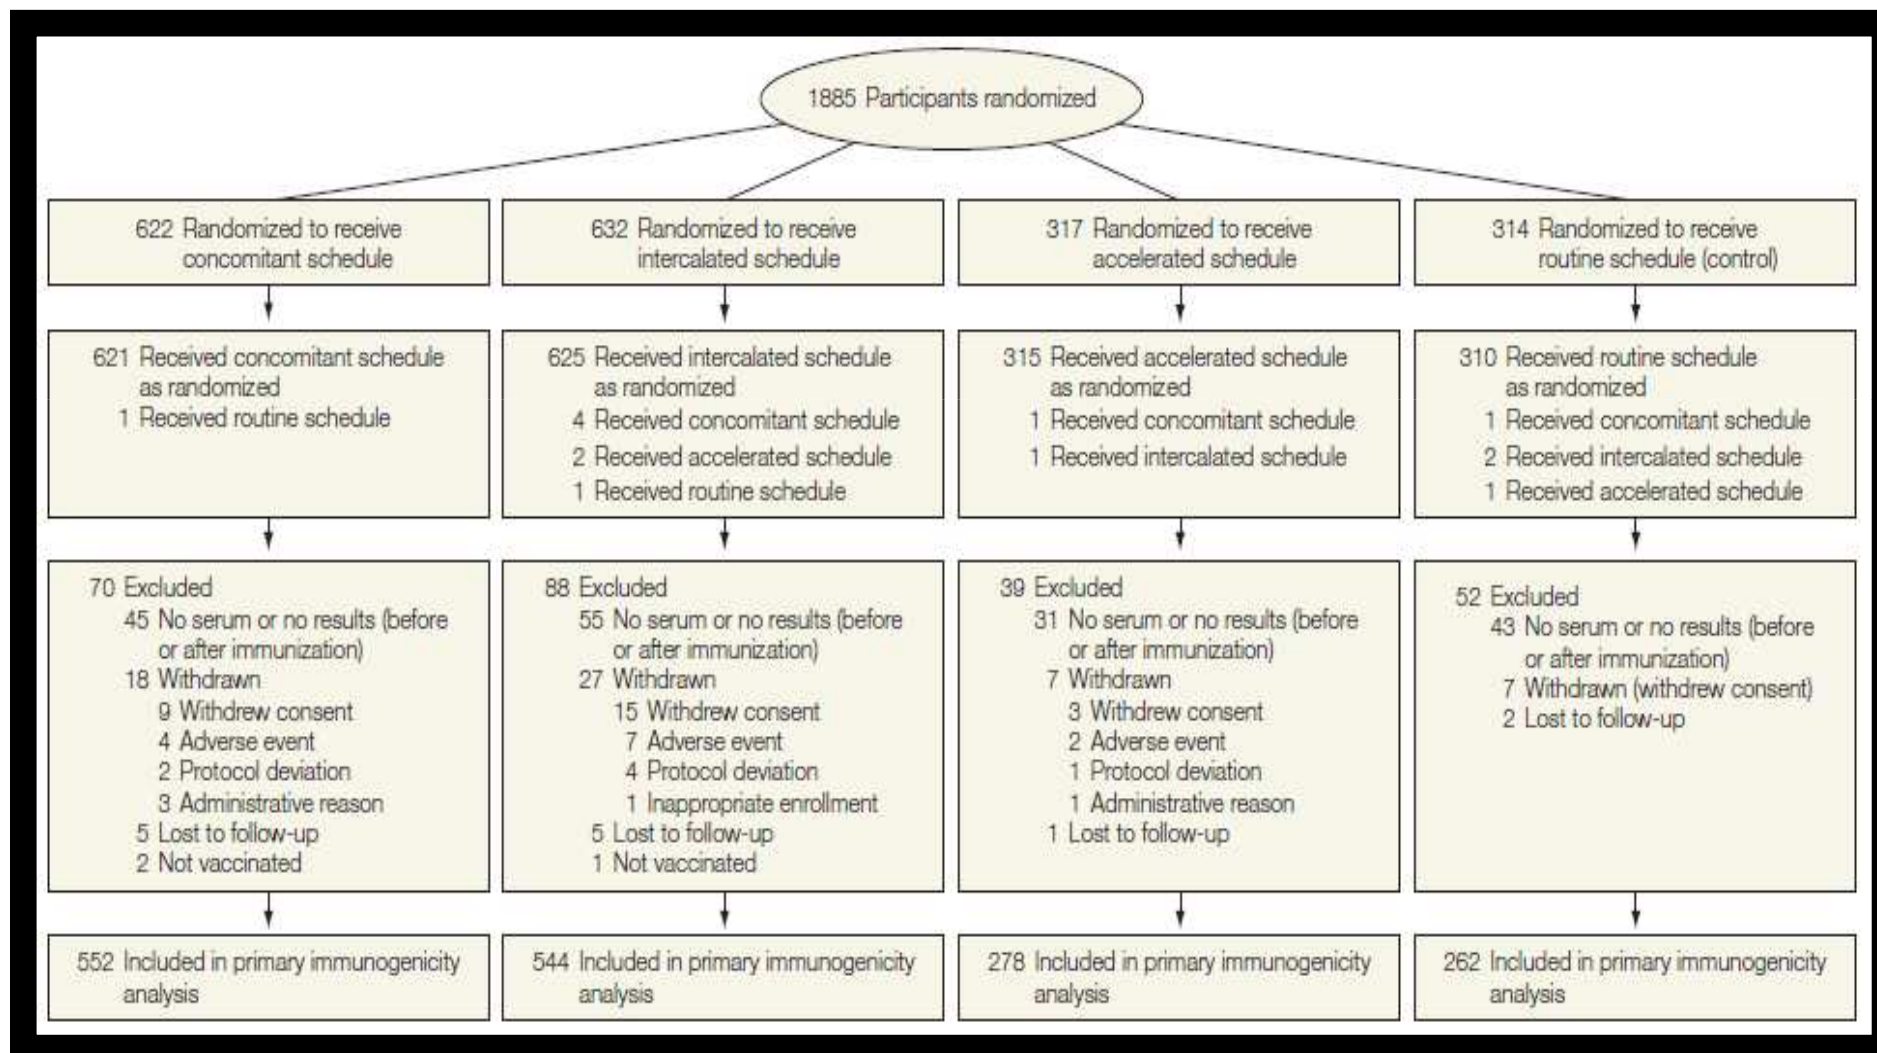 1885 Participants randomized
622 Randomized to receive
concomitant schedule
632 Randomized to receive
intercalated schedule
317 Randomized to receive
accelerated schedule
314 Randomized to receive
routine schedule (control)
621 Received concomitant schedule
as randomized
1 Received routine schedule
625 Received intercalated schedule
as randomized
4 Received concomitant schedule
2 Received accelerated schedule
1 Received routine schedule
315 Received accelerated schedule
as randomized
1 Received concomitant schedule
1 Received intercalated schedule
310 Received routine schedule
as randomized
1 Received concomitant schedule
2 Received intercalated schedule
1 Received accelerated schedule
70 Excluded
45 No serum or no results (before
or after immunization)
18 Withdrawn
9 Withdrew consent
4 Adverse event
2 Protocol deviation
3 Administrative reason
5 Lost to follow-up
2 Not vaccinated
88 Excluded
55 No serum or no results (before
or after immunization)
27 Withdrawn
15 Withdrew consent
7 Adverse event
4 Protocol deviation
1 Inappropriate enrollment
5 Lost to follow-up
1 Not vaccinated
39 Excluded
31 No serum or no results (before
or after immunization)
7 Withdrawn
3 Withdrew consent
2 Adverse event
1 Protocol deviation
1 Administrative reason
1 Lost to follow-up
52 Excluded
43 No serum or no results (before
or after immunization)
7 Withdrawn (withdrew consent)
2 Lost to follow-up
552 Included in primary immunogenicity
analysis
544 Included in primary immunogenicity
analysis
278 Included in primary immunogenicity
analysis
262 Included in primary immunogenicity
analysis